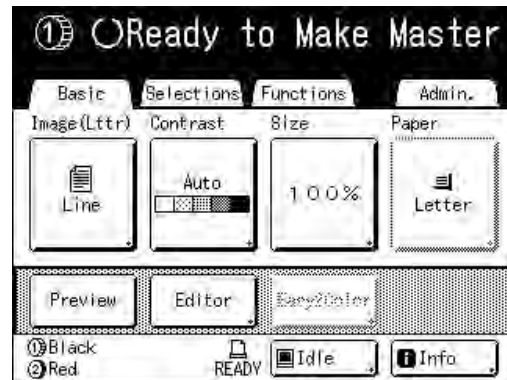 ① Ready to Make Master
Basic Selections Functions Admin.
Image(Lttr) Contrast Size Paper
Auto
Line 100% Letter
Preview Editor Easy2Color
①Black
②Red READY Idle Info